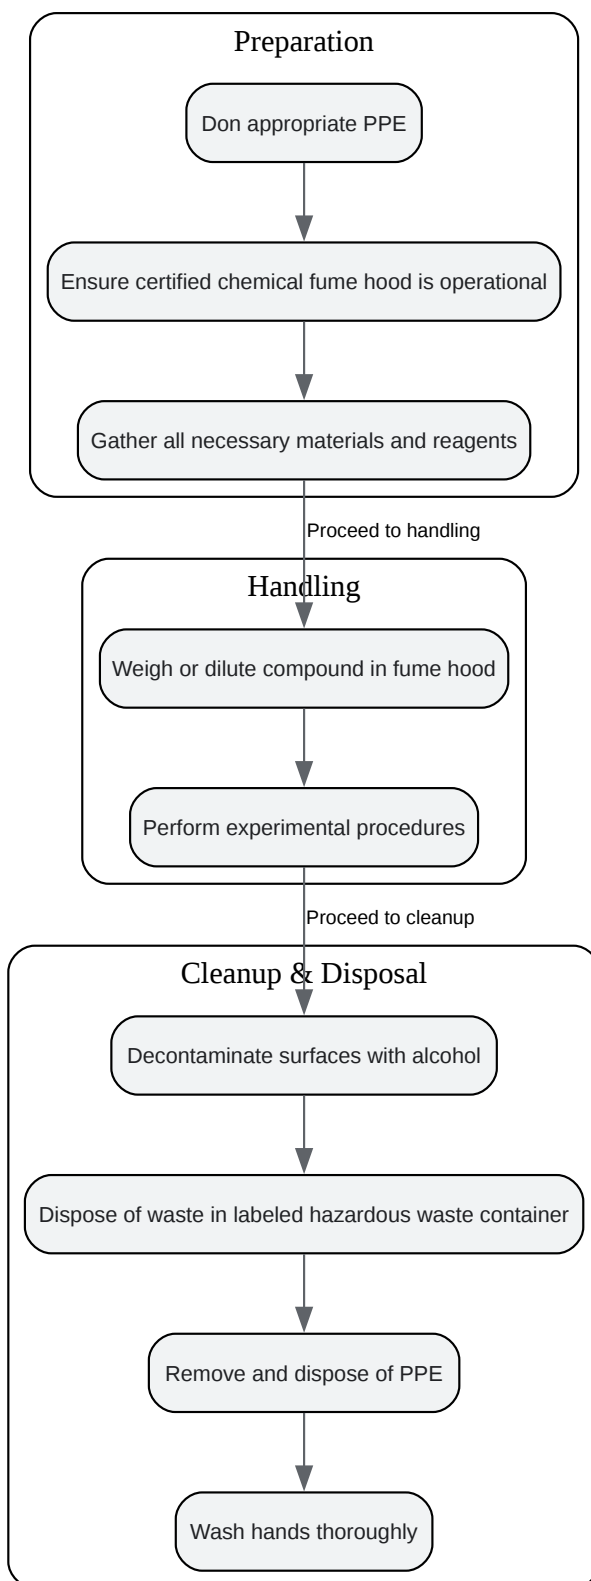 Preparation
Don appropriate PPE
Ensure certified chemical fume hood is operational
Gather all necessary materials and reagents
Proceed to handling
Handling
Weigh or dilute compound in fume hood
Perform experimental procedures
Proceed to cleanup
Cleanup & Disposal
Decontaminate surfaces with alcohol
Dispose of waste in labeled hazardous waste container
Remove and dispose of PPE
Wash hands thoroughly